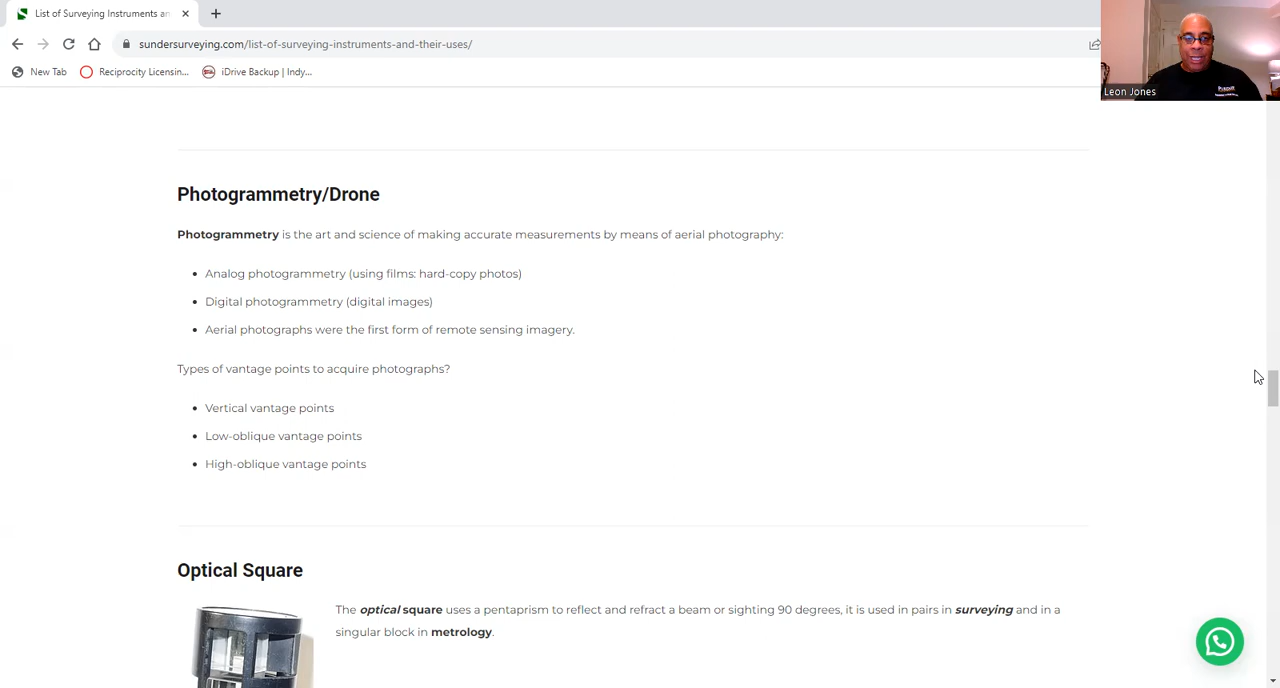 List of Surveying Instruments an
sundersurveying.com/list-of-surveying-instruments-and-their-uses/
New Tab
Reciprocity Licensin...
iDrive Backup | Indy...
Leon Jones
Photogrammetry/Drone
Photogrammetry is the art and science of making accurate measurements by means of aerial photography:
Analog photogrammetry (using films: hard-copy photos)
Digital photogrammetry (digital images)
Aerial photographs were the first form of remote sensing imagery.
Types of vantage points to acquire photographs?
Vertical vantage points
Low-oblique vantage points
High-oblique vantage points
Optical Square
The optical square uses a pentaprism to reflect and refract a beam or sighting 90 degrees, it is used in pairs in surveying and in a
singular block in metrology.